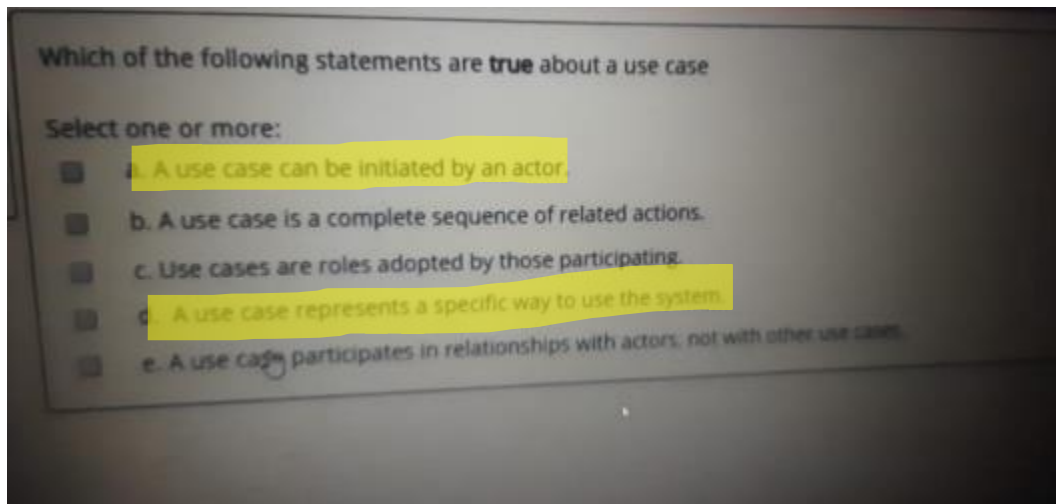 Which of the following statements are true about a use case
Select one or more:
a. A use case can be initiated by an actor.
b. A use case is a complete sequence of related actions.
c. Use cases are roles adopted by those participating.
d. A use case represents a specific way to use the system.
e. A use case participates in relationships with actors, not with other use cases.